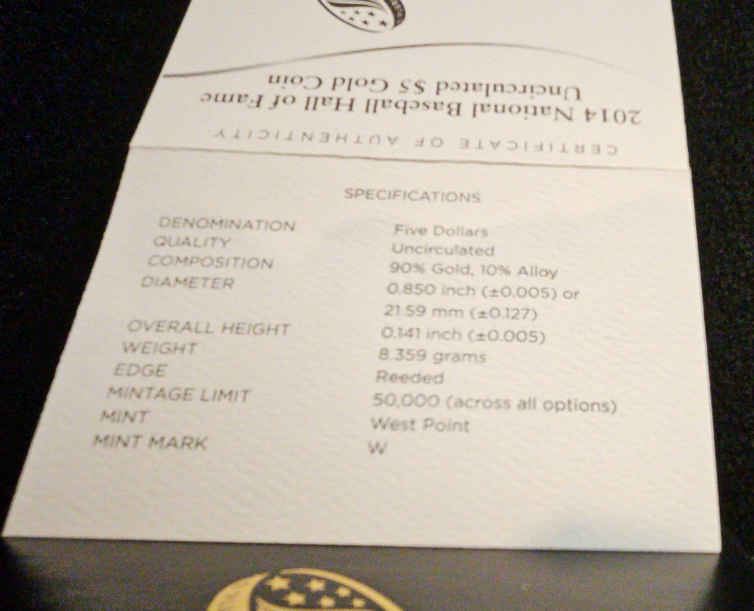 Uncirculated $5 Gold Coin
2014 National Baseball Hall of Fame
CERTIFICATE OF AUTHENTICITY
SPECIFICATIONS
DENOMINATION Five Dollars
QUALITY Uncirculated
COMPOSITION 90% Gold, 10% Alloy
DIAMETER 0.850 inch (±0.005) or
21.59 mm (±0.127)
OVERALL HEIGHT 0.141 inch (±0.005)
WEIGHT 8.359 grams
EDGE Reeded
MINTAGE LIMIT 50,000 (across all options)
MINT West Point
MINT MARK W